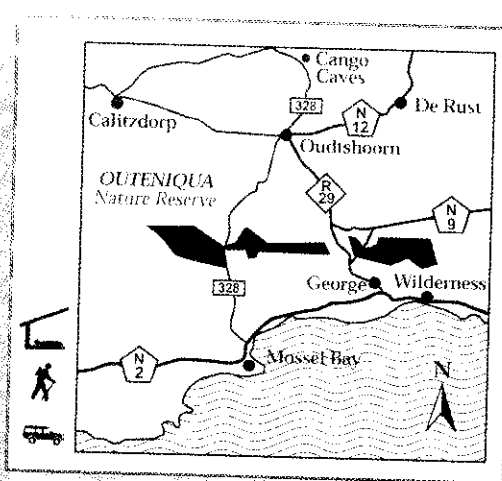 Cango
Caves
328
N
12
De Rust
Calitzdorp
Oudtshoorn
OUTENIQUA
Nature Reserve
R
29
N
9
328
George
Wilderness
N
2
Mossel Bay
N